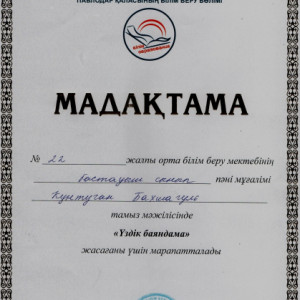 ПАВЛОДАР ҚАЛАСЫНЫҢ БІЛІМ БЕРУ БӨЛІМІ
МАДАҚТАМА
№ 22 жалпы орта білім беру мектебінің
Бастауыш сынып пәні мұғалімі
тамыз мәжілісінде
«Үздік баяндама»
жасағаны үшін марапатталады